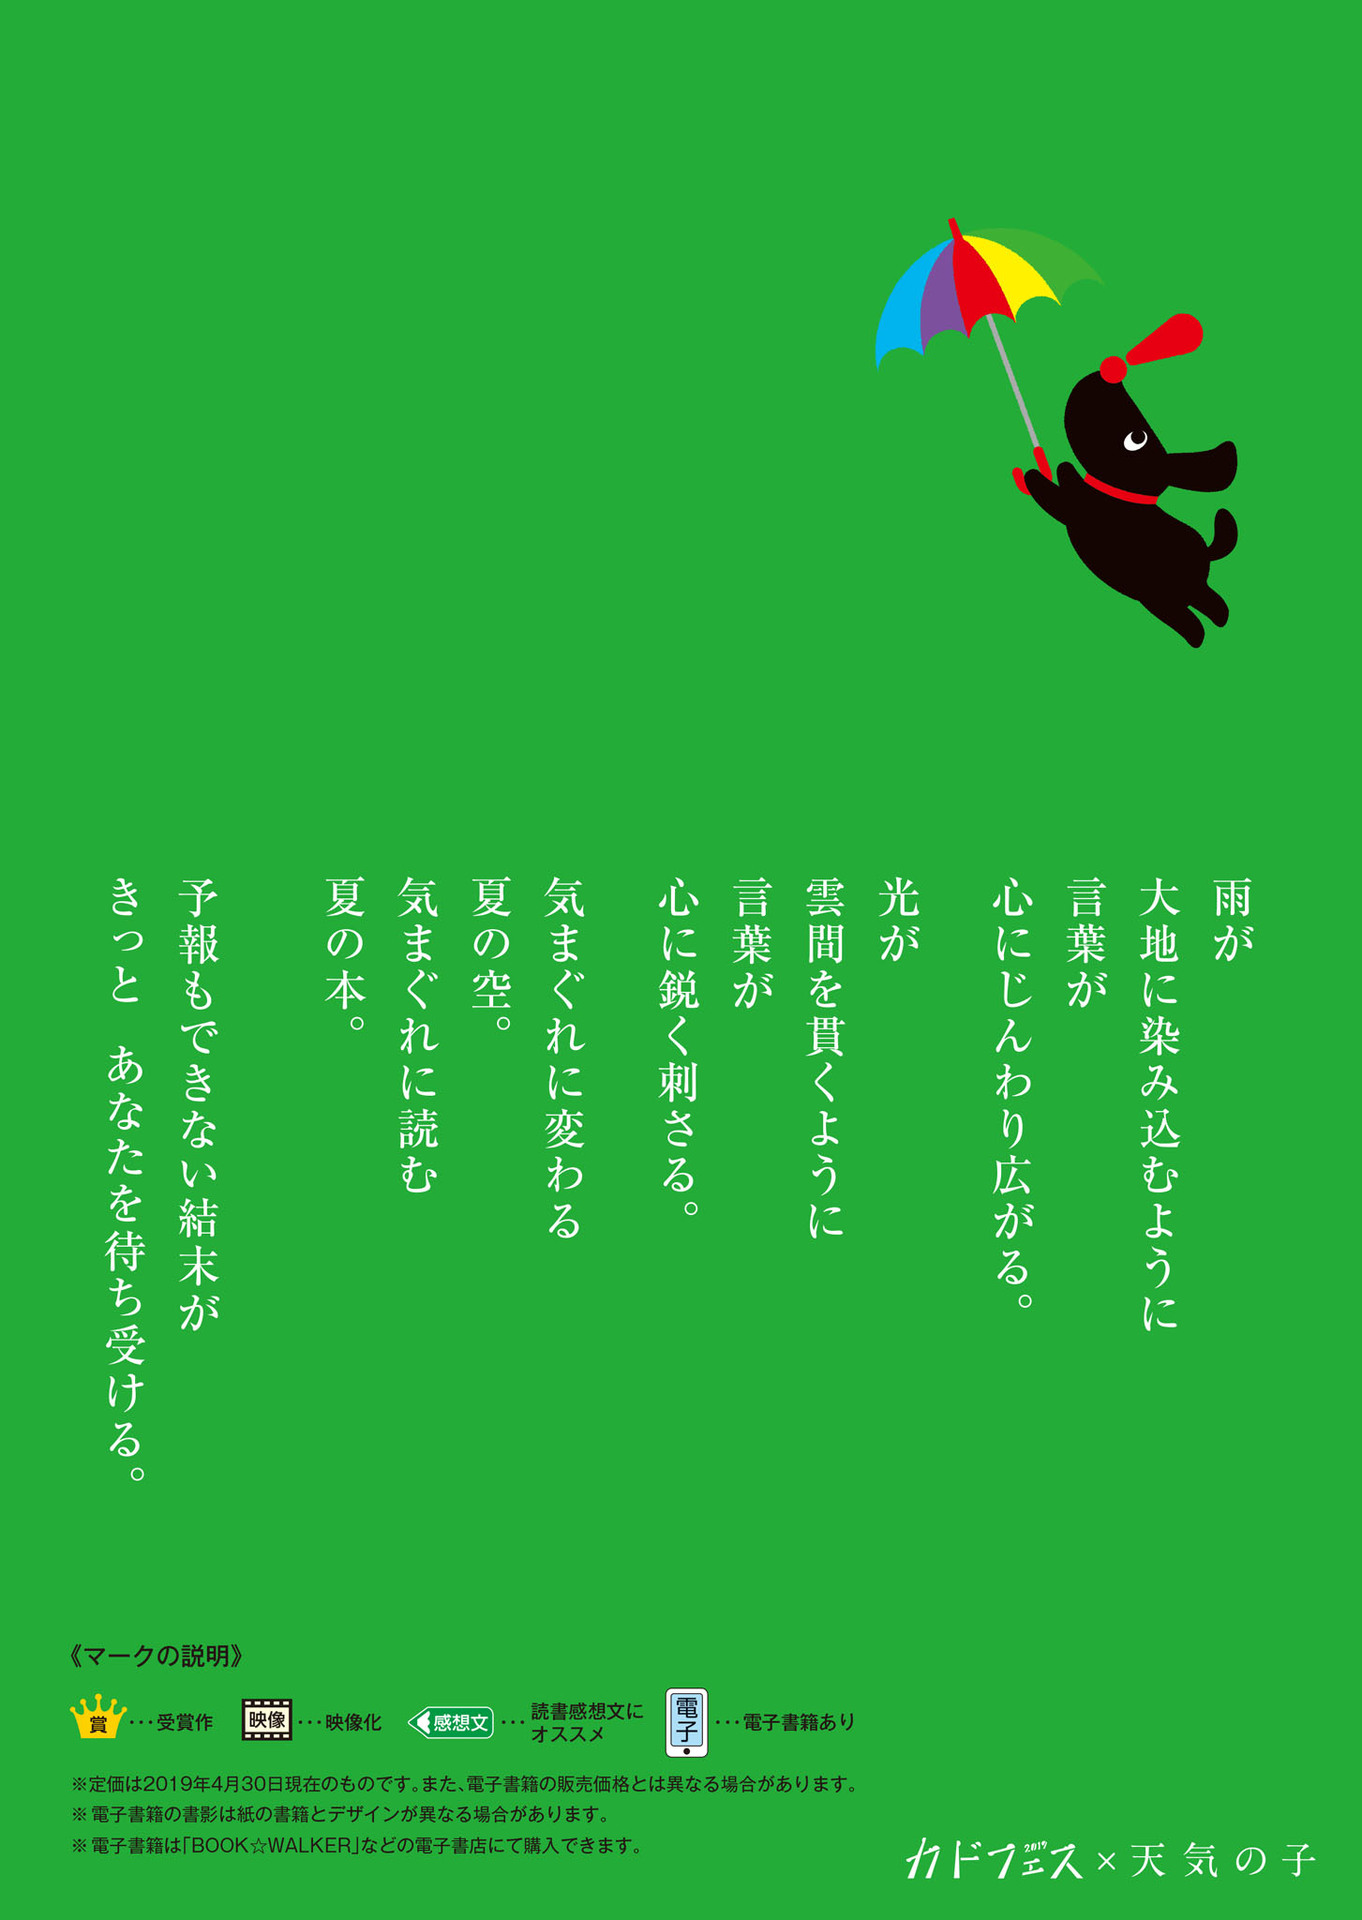 雨が
大地に染み込むように
言葉が
心にじんわり広がる。
光が
雲間を貫くように
言葉が
心に鋭く刺さる。
気まぐれに変わる
夏の空。
気まぐれに読む
夏の本。
予報もできない結末が
きっと　あなたを待ち受ける。
《マークの説明》
賞…受賞作
映像…映像化
感想文…読書感想文に
オススメ
電子…電子書籍あり
※定価は2019年4月30日現在のものです。また、電子書籍の販売価格とは異なる場合があります。
※電子書籍の書影は紙の書籍とデザインが異なる場合があります。
※電子書籍は「BOOK☆WALKER」などの電子書店にて購入できます。
カドフェス2019×天気の子